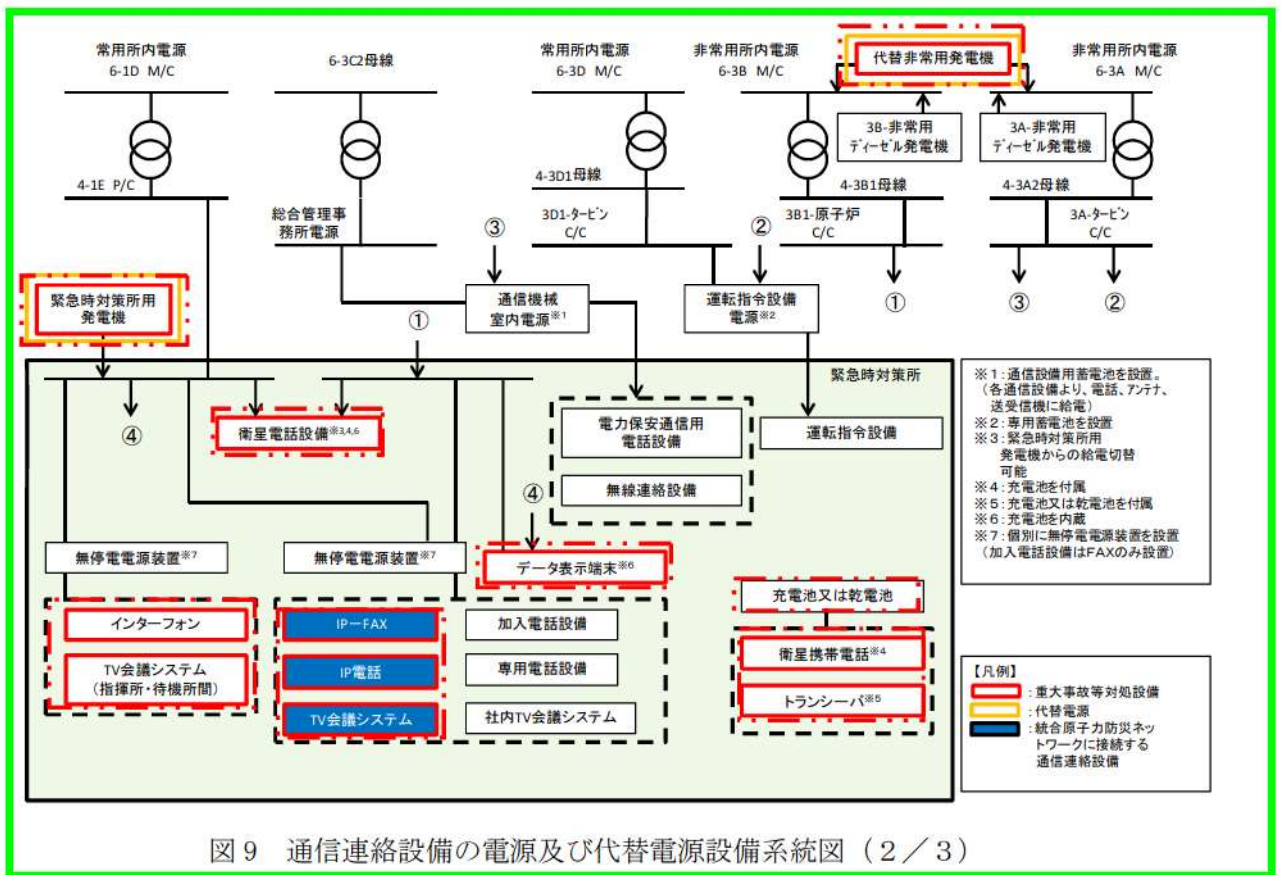 常用所内電源
6-1D M/C
6-3C2母線
常用所内電源
6-3D M/C
非常用所内電源
6-3B M/C
代替非常用発電機
非常用所内電源
6-3A M/C
3B-非常用
ディーゼル発電機
3A-非常用
ディーゼル発電機
4-1E P/C
総合管理事
務所電源
4-3D1母線
3D1-タービン
C/C
4-3B1母線
3B1-原子炉
C/C
4-3A2母線
3A-タービン
C/C
③
②
①
③
②
緊急時対策所用
発電機
①
通信機械
室内電源※1
運転指令設備
電源※2
緊急時対策所
④
衛星電話設備※3,4,6
電力保安通信用
電話設備
無線連絡設備
運転指令設備
④
無停電電源装置※7
無停電電源装置※7
データ表示端末※6
インターフォン
TV会議システム
(指揮所・待機所間)
IP-FAX
IP電話
TV会議システム
加入電話設備
専用電話設備
社内TV会議システム
充電池又は乾電池
衛星携帯電話※4
トランシーバ※5
※1:通信設備用蓄電池を設置。
(各通信設備より、電話、アンテナ、
送受信機に給電)
※2:専用蓄電池を設置
※3:緊急時対策所用
発電機からの給電切替
可能
※4:充電池を付属
※5:充電池又は乾電池を付属
※6:充電池を内蔵
※7:個別に無停電電源装置を設置
(加入電話設備はFAXのみ設置)
【凡例】
:重大事故等対処設備
:代替電源
:統合原子力防災ネッ
トワークに接続する
通信連絡設備
図9 通信連絡設備の電源及び代替電源設備系統図(2/3)